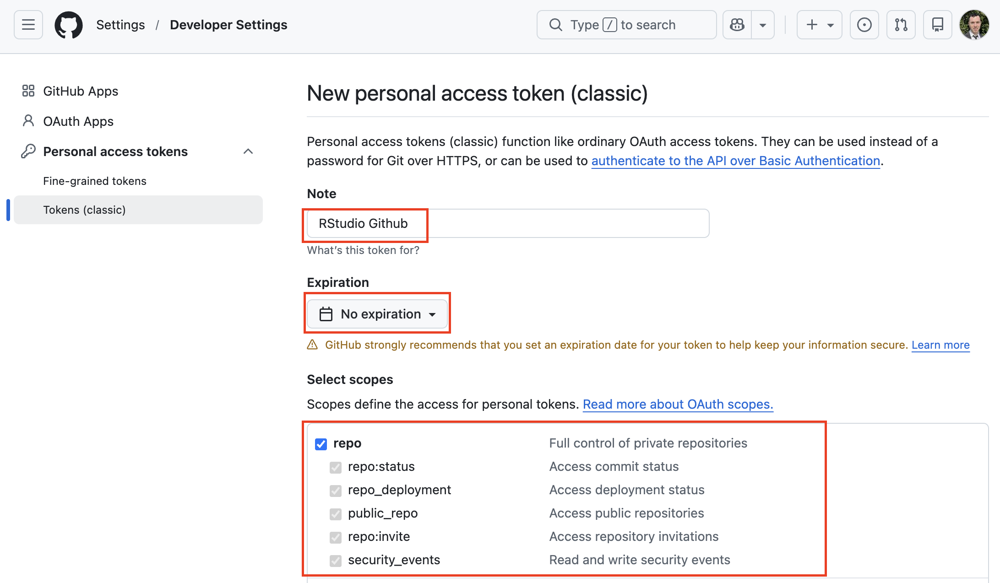 Settings / Developer Settings
Type / to search
GitHub Apps
OAuth Apps
Personal access tokens
Fine-grained tokens
Tokens (classic)
New personal access token (classic)
Personal access tokens (classic) function like ordinary OAuth access tokens. They can be used instead of a
password for Git over HTTPS, or can be used to authenticate to the API over Basic Authentication.
Note
RStudio Github
What's this token for?
Expiration
No expiration
GitHub strongly recommends that you set an expiration date for your token to help keep your information secure. Learn more
Select scopes
Scopes define the access for personal tokens. Read more about OAuth scopes.
repo Full control of private repositories
repo:status Access commit status
repo_deployment Access deployment status
public_repo Access public repositories
repo:invite Access repository invitations
security_events Read and write security events